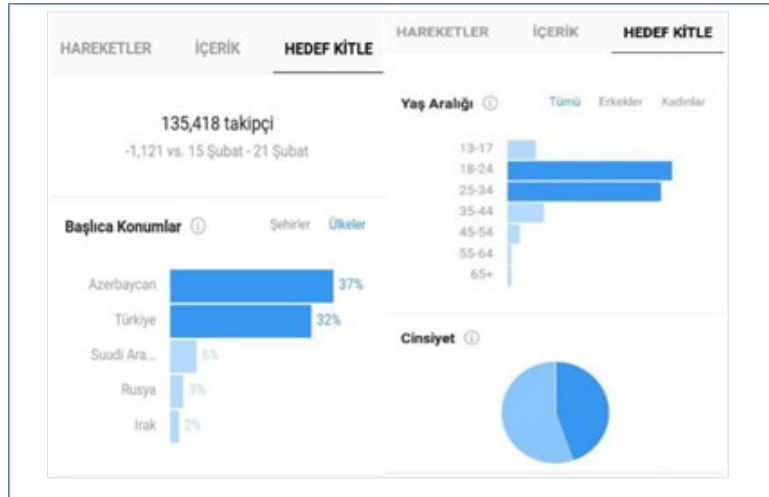 HAREKETLER İÇERİK HEDEF KİTLE
135,418 takipçi
-1,121 vs. 15 Şubat - 21 Şubat
Başlıca Konumlar Şehirler Ülkeler
Azerbaycan 37%
Türkiye 32%
Suudi Ara... 6%
Rusya 3%
Irak 2%
HAREKETLER İÇERİK HEDEF KİTLE
Yaş Aralığı Tümü Erkekler Kadınlar
13-17
18-24
25-34
35-44
45-54
55-64
65+
Cinsiyet